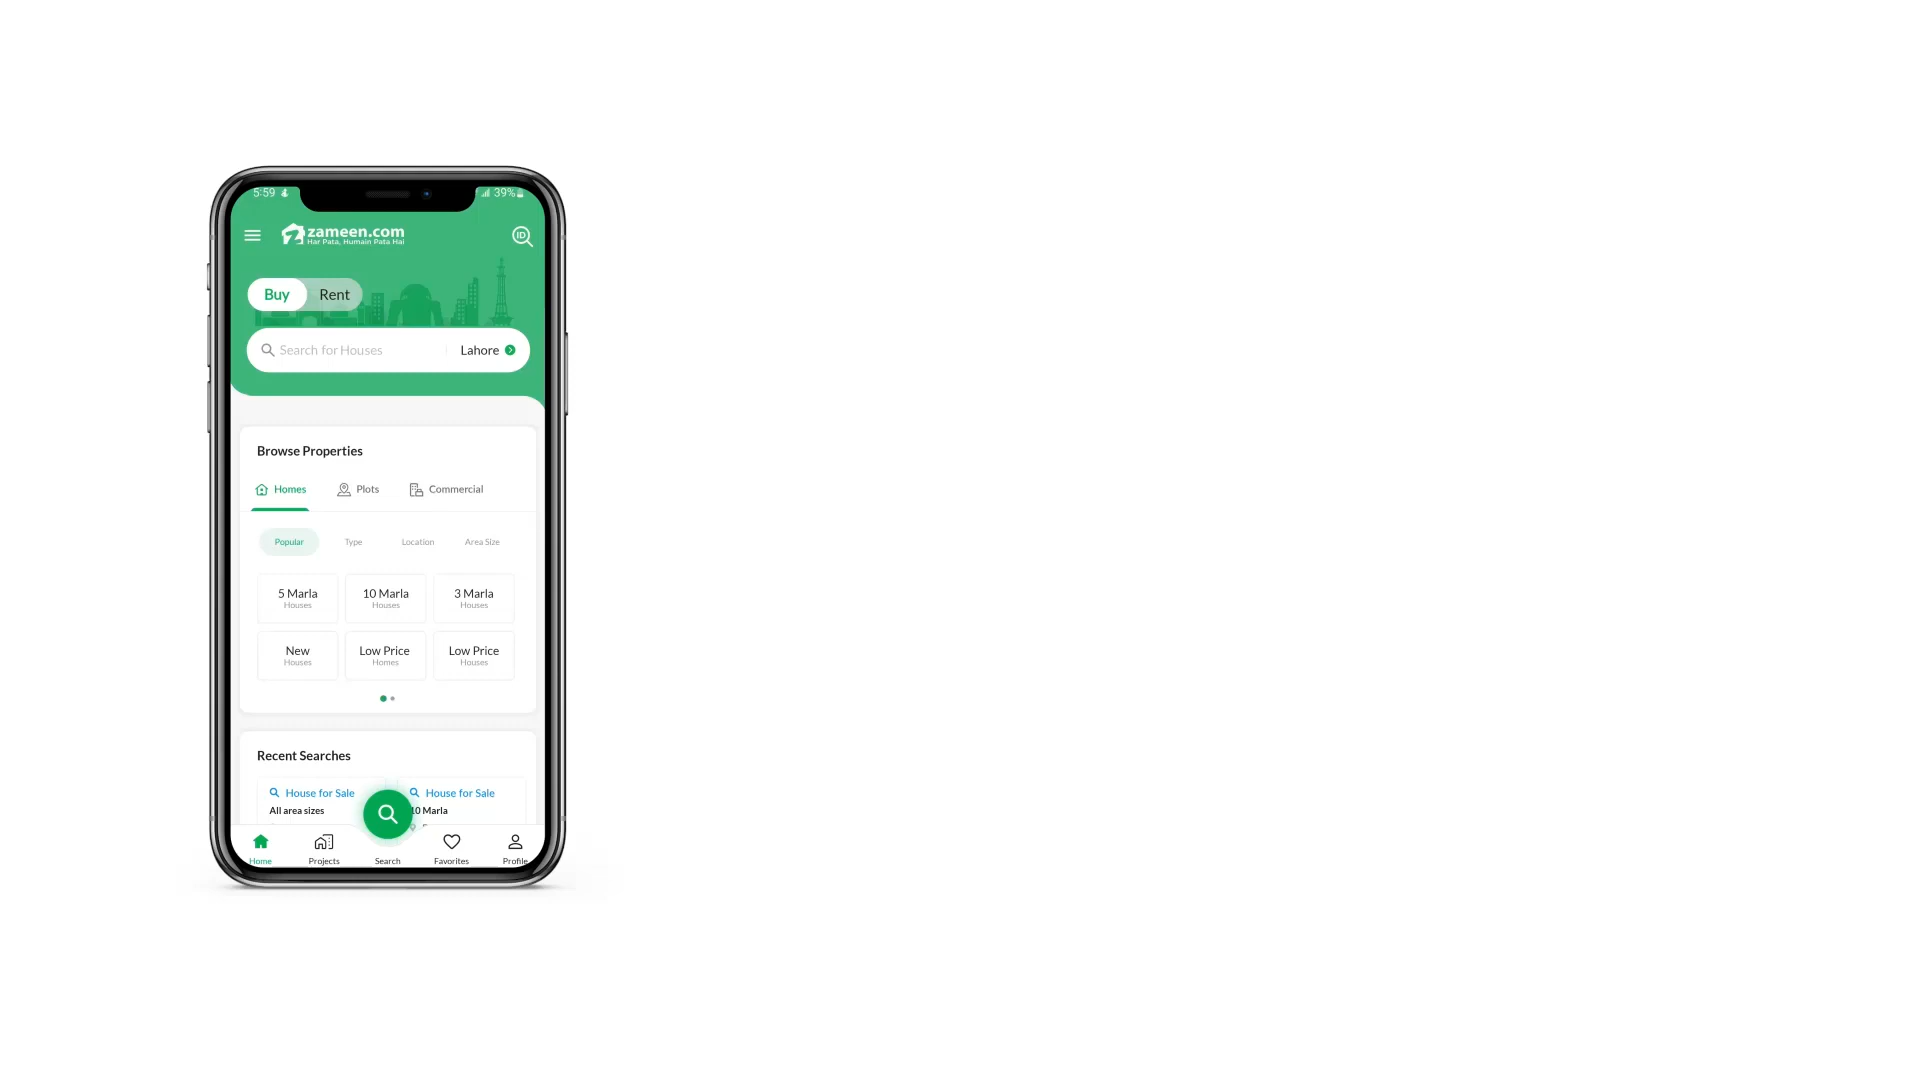 5:59
39%
zameen.com
Har Pata, Humain Pata Hai
ID
Buy Rent
Search for Houses Lahore
Browse Properties
Homes Plots Commercial
Popular Type Location Area Size
5 Marla 10 Marla 3 Marla
Houses Houses Houses
New Low Price Low Price
Houses Homes Houses
Recent Searches
House for Sale House for Sale
All area sizes 10 Marla
Home Projects Search Favorites Profile